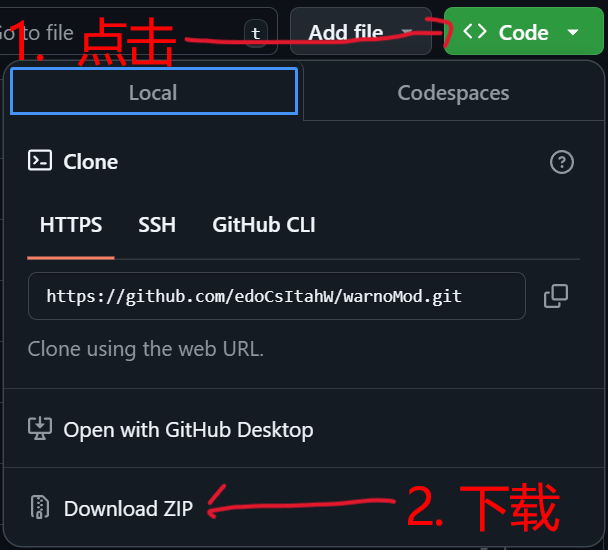 Go to file
t
Add file
Code
1. 点击
Local
Codespaces
Clone
HTTPS
SSH
GitHub CLI
https://github.com/edoCsItahW/warnoMod.git
Clone using the web URL.
Open with GitHub Desktop
Download ZIP
2. 下载